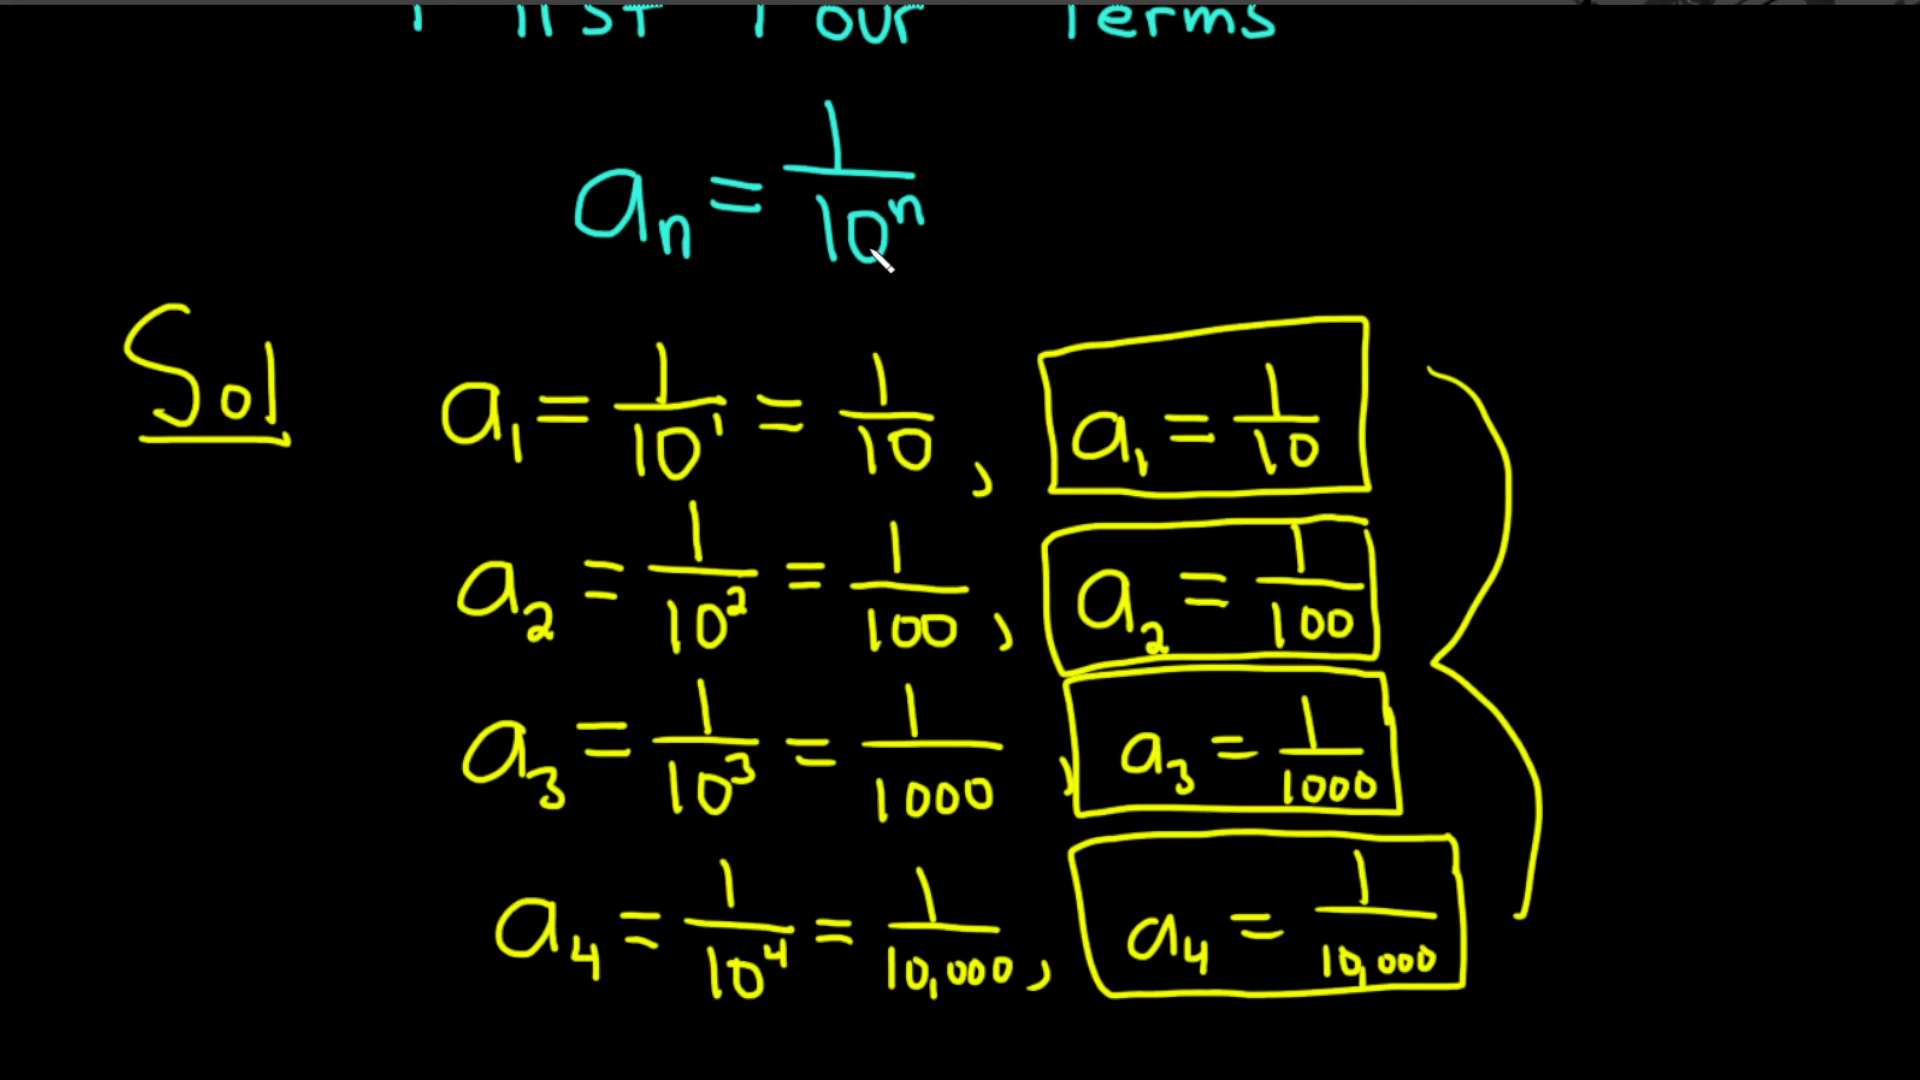 First Four Terms
aₙ = 1/10ⁿ
Sol
a₁ = 1/10¹ = 1/10 , a₁ = 1/10
a₂ = 1/10² = 1/100 , a₂ = 1/100
a₃ = 1/10³ = 1/1000 , a₃ = 1/1000
a₄ = 1/10⁴ = 1/10,000 , a₄ = 1/10,000